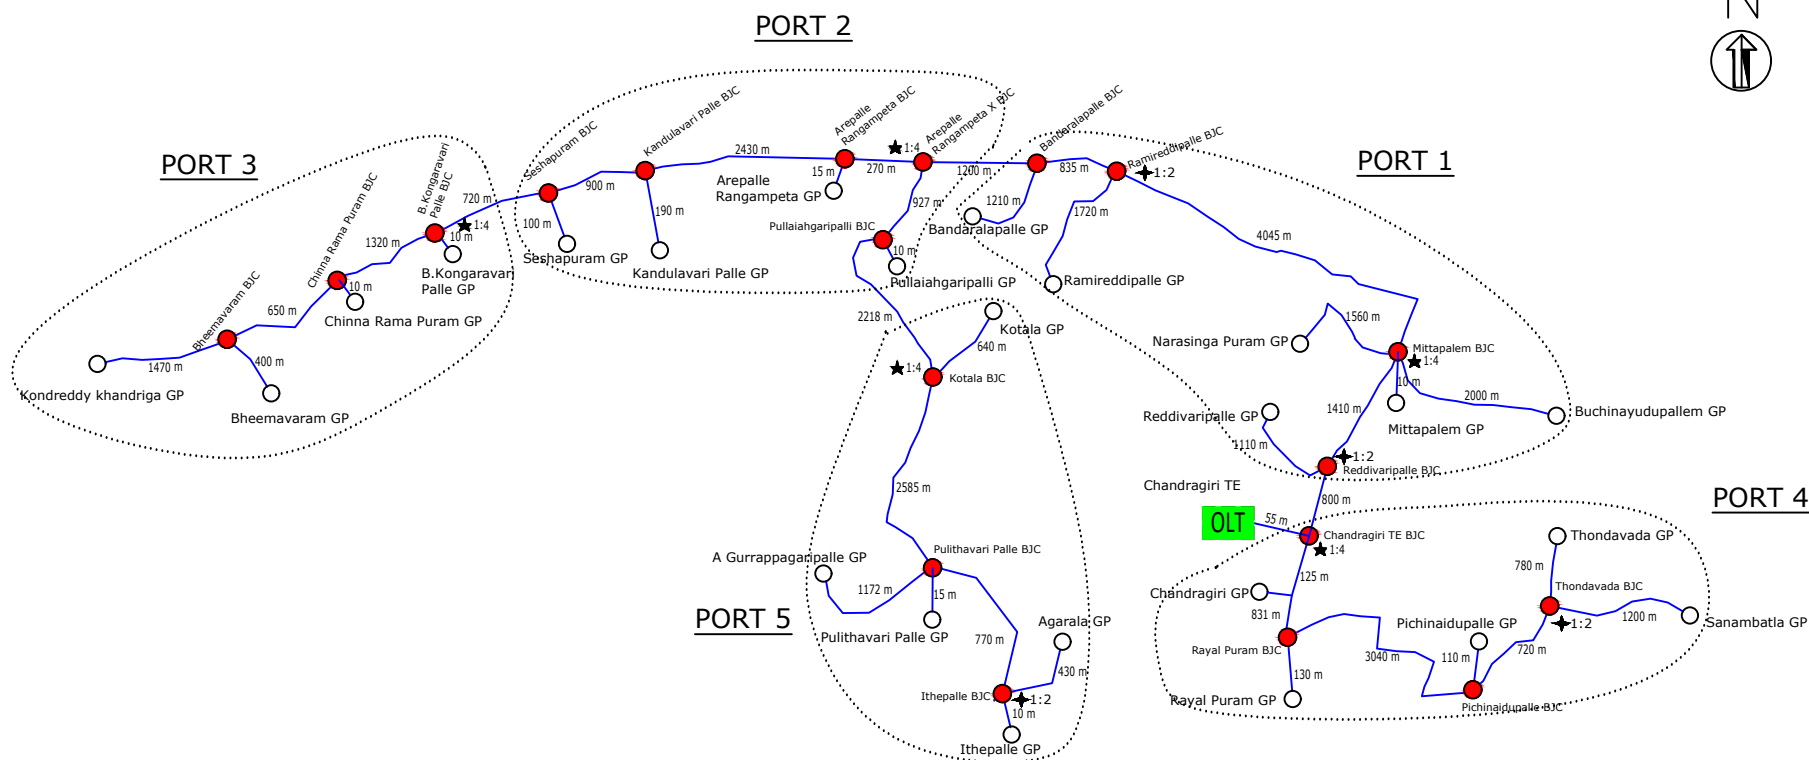 N
PORT 2
PORT 3
PORT 1
PORT 4
PORT 5
Kondreddy khandriga GP
1470 m
Bheemavaram BJC
400 m
Bheemavaram GP
650 m
Chinna Rama Puram BJC
10 m
Chinna Rama Puram GP
1320 m
B.Kongaravari
Palle BJC
1:4
10 m
B.Kongaravari
Palle GP
720 m
Seshapuram BJC
100 m
Seshapuram GP
900 m
Kandulavari Palle BJC
190 m
Kandulavari Palle GP
2430 m
Arepalle
Rangampeta BJC
15 m
Arepalle
Rangampeta GP
270 m
1:4
Arepalle
Rangampeta X BJC
927 m
Pullaiahgaripalli BJC
10 m
Pullaiahgaripalli GP
1200 m
Bandaralapalle BJC
1210 m
Bandaralapalle GP
835 m
Ramireddipalle BJC
1:2
1720 m
Ramireddipalle GP
4045 m
Narasinga Puram GP
1560 m
Mittapalem BJC
1:4
10 m
Mittapalem GP
2000 m
Buchinayudupallem GP
1410 m
Reddivaripalle GP
1110 m
1:2
Reddivaripalle BJC
800 m
Chandragiri TE
OLT
55 m
Chandragiri TE BJC
1:4
125 m
Chandragiri GP
831 m
Rayal Puram BJC
130 m
Rayal Puram GP
3040 m
Pichinaidupalle GP
110 m
Pichinaidupalle BJC
720 m
Thondavada GP
780 m
Thondavada BJC
1:2
1200 m
Sanambatla GP
2218 m
Kotala GP
640 m
1:4
Kotala BJC
2585 m
Pulithavari Palle BJC
A Gurrappagaripalle GP
1172 m
15 m
Pulithavari Palle GP
770 m
Agarala GP
430 m
Ithepalle BJC
1:2
10 m
Ithepalle GP